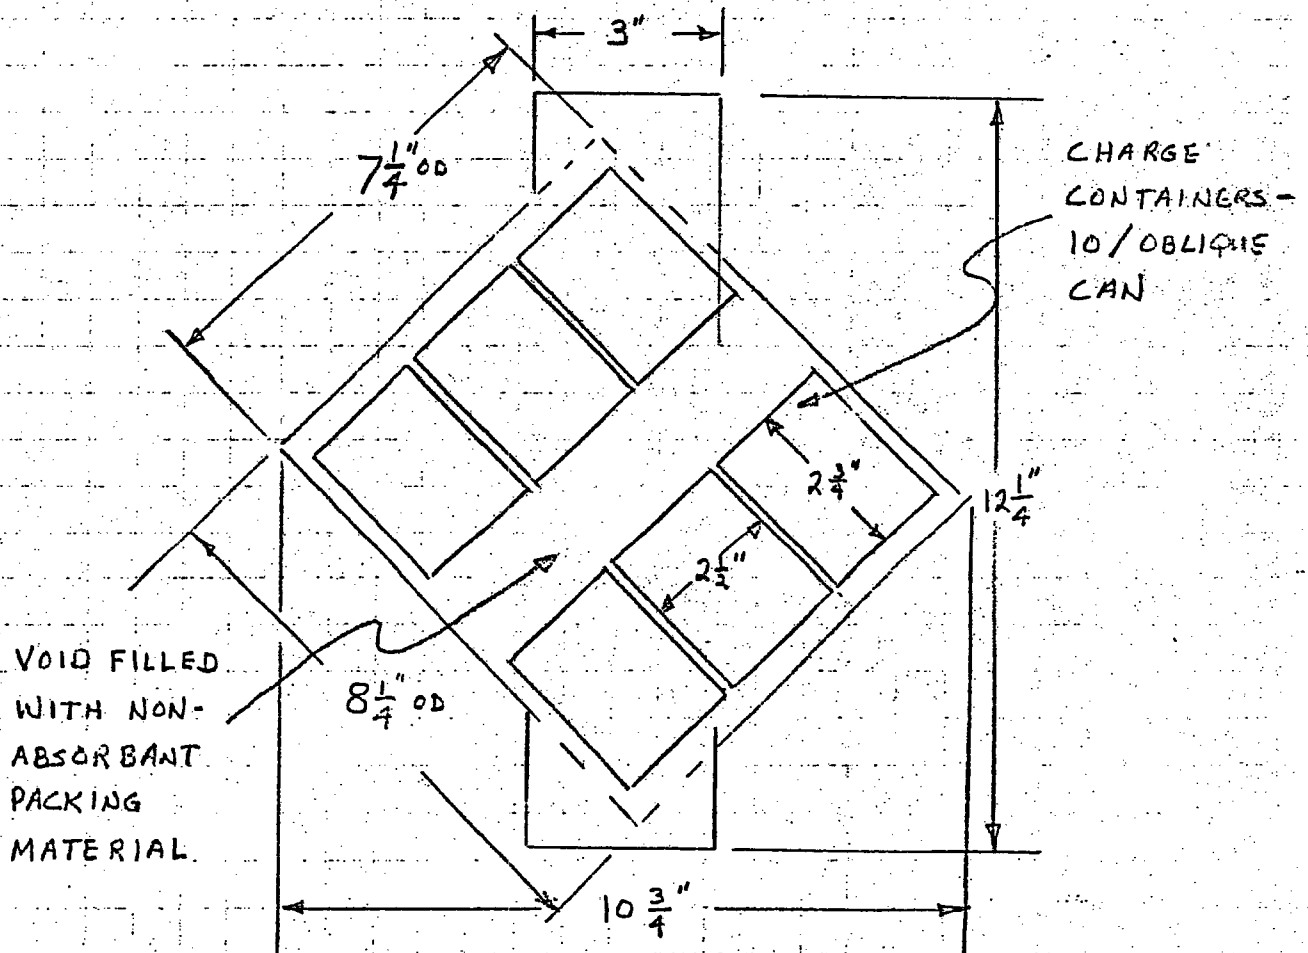 3"
7 1/4" OD
CHARGE
CONTAINERS-
10/OBLIQUE
CAN
2 3/4"
12 1/4"
2 1/2"
VOID FILLED
WITH NON-
ABSORBANT
PACKING
MATERIAL.
8 1/4" OD
10 3/4"